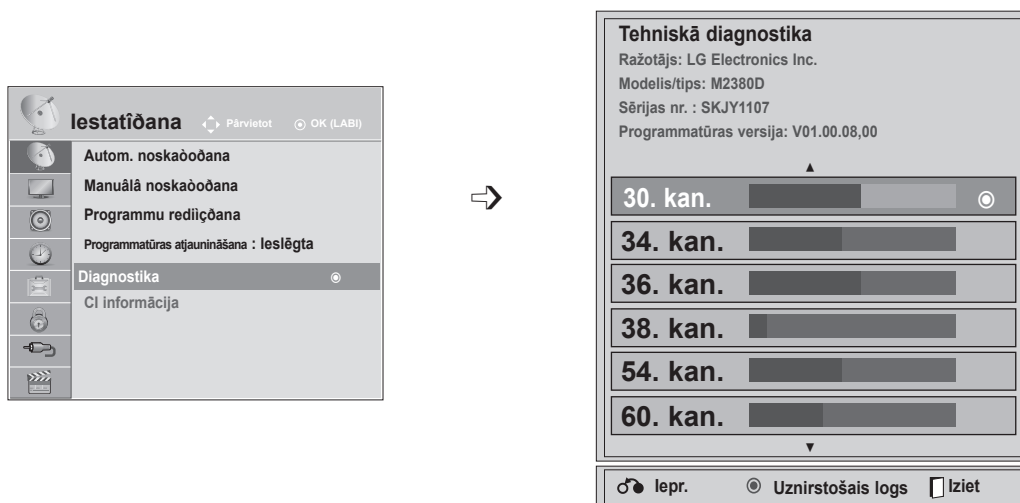 Iestatîðana Pârvietot OK (LABI)
Autom. noskaòoðana
Manuâlâ noskaòoðana
Programmu rediìçðana
Programmatūras atjaunināšana : Ieslēgta
Diagnostika
CI informācija
Tehniskā diagnostika
Ražotājs: LG Electronics Inc.
Modelis/tips: M2380D
Sērijas nr. : SKJY1107
Programmatūras versija: V01.00.08,00
30. kan.
34. kan.
36. kan.
38. kan.
54. kan.
60. kan.
Iepr. Uznirstošais logs Iziet